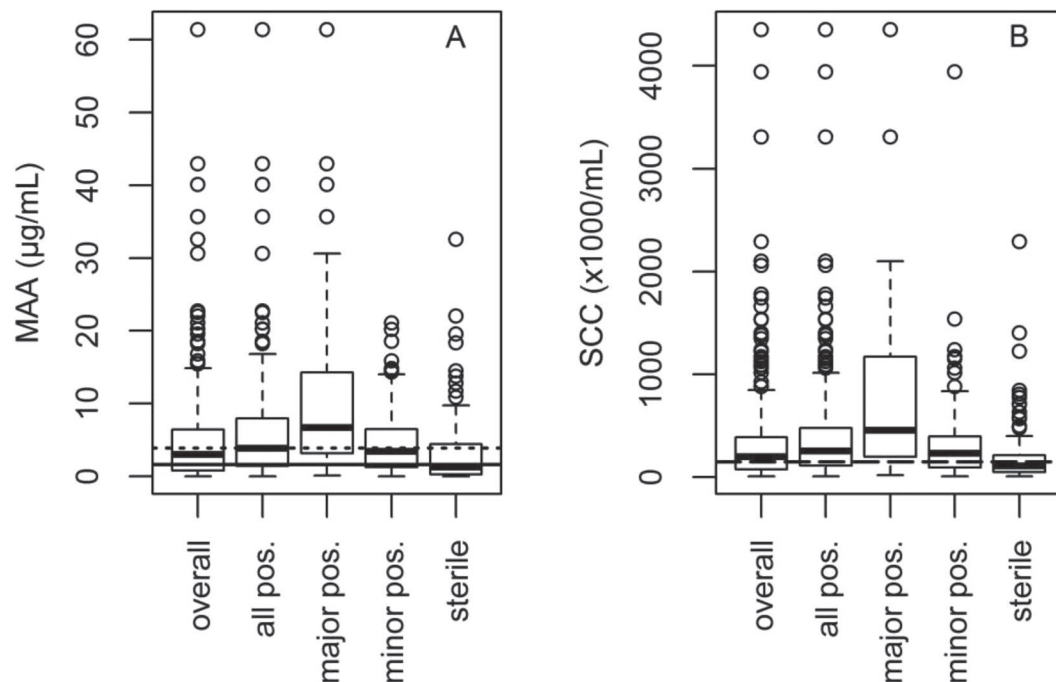 A
MAA (µg/mL)
60
50
40
30
20
10
0
overall
all pos.
major pos.
minor pos.
sterile
B
SCC (x1000/mL)
4000
3000
2000
1000
0
overall
all pos.
major pos.
minor pos.
sterile